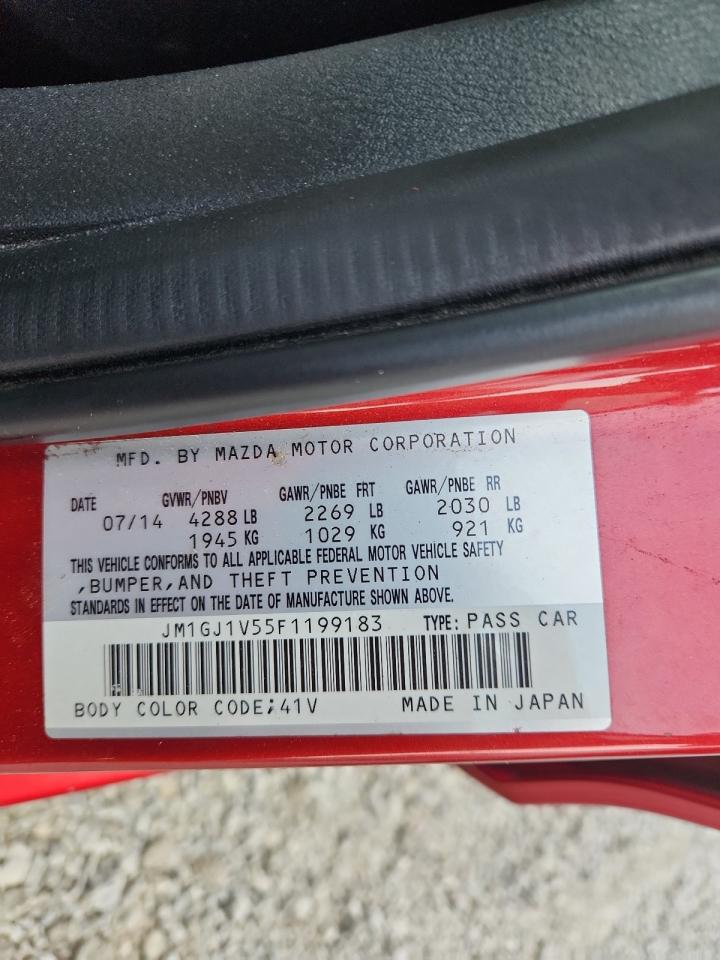 MFD. BY MAZDA MOTOR CORPORATION
DATE GVWR/PNBV GAWR/PNBE FRT GAWR/PNBE RR
07/14 4288 LB 2269 LB 2030 LB
1945 KG 1029 KG 921 KG
THIS VEHICLE CONFORMS TO ALL APPLICABLE FEDERAL MOTOR VEHICLE SAFETY
,BUMPER,AND THEFT PREVENTION
STANDARDS IN EFFECT ON THE DATE OF MANUFACTURE SHOWN ABOVE.
JM1GJ1V55F1199183 TYPE: PASS CAR
BODY COLOR CODE;41V MADE IN JAPAN